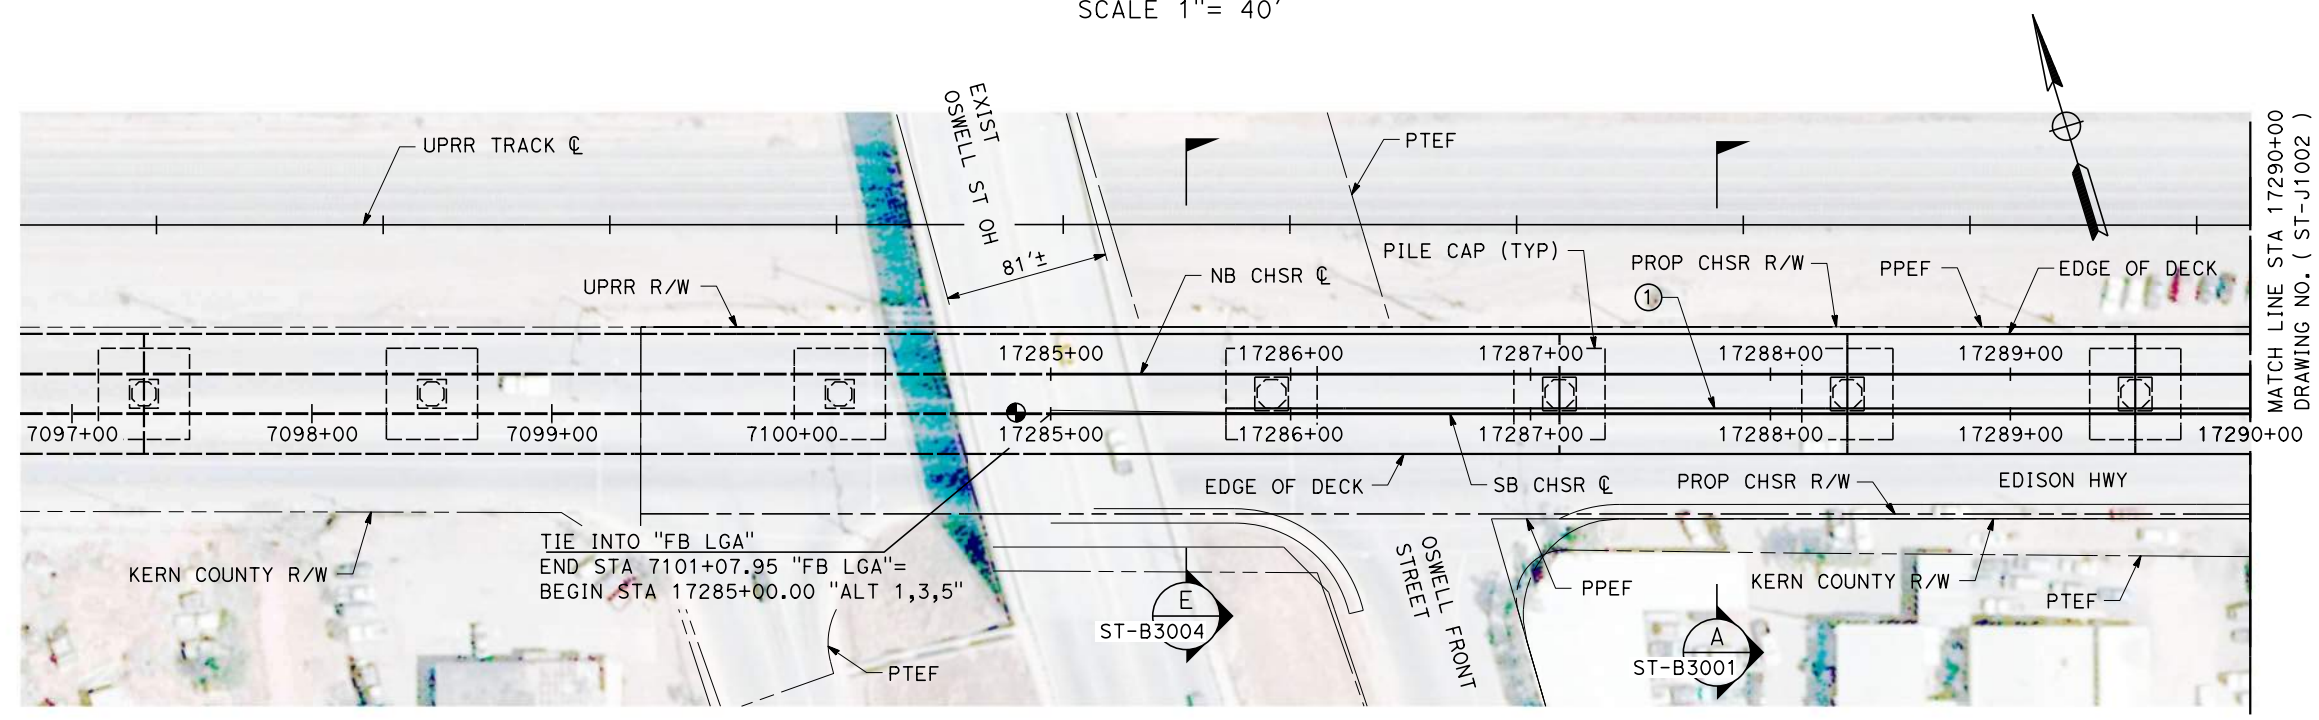 SCALE 1"= 40'
EXIST
OSWELL ST OH
UPRR TRACK ℄
PTEF
81'±
PILE CAP (TYP)
PROP CHSR R/W
PPEF
EDGE OF DECK
UPRR R/W
NB CHSR ℄
1
17285+00
17286+00
17287+00
17288+00
17289+00
7097+00
7098+00
7099+00
7100+00
17285+00
17286+00
17287+00
17288+00
17289+00
17290+00
MATCH LINE STA 17290+00
DRAWING NO. ( ST-J1002 )
EDGE OF DECK
SB CHSR ℄
PROP CHSR R/W
EDISON HWY
TIE INTO "FB LGA"
END STA 7101+07.95 "FB LGA"=
BEGIN STA 17285+00.00 "ALT 1,3,5"
KERN COUNTY R/W
OSWELL FRONT
STREET
PPEF
KERN COUNTY R/W
PTEF
E
ST-B3004
A
ST-B3001
PTEF